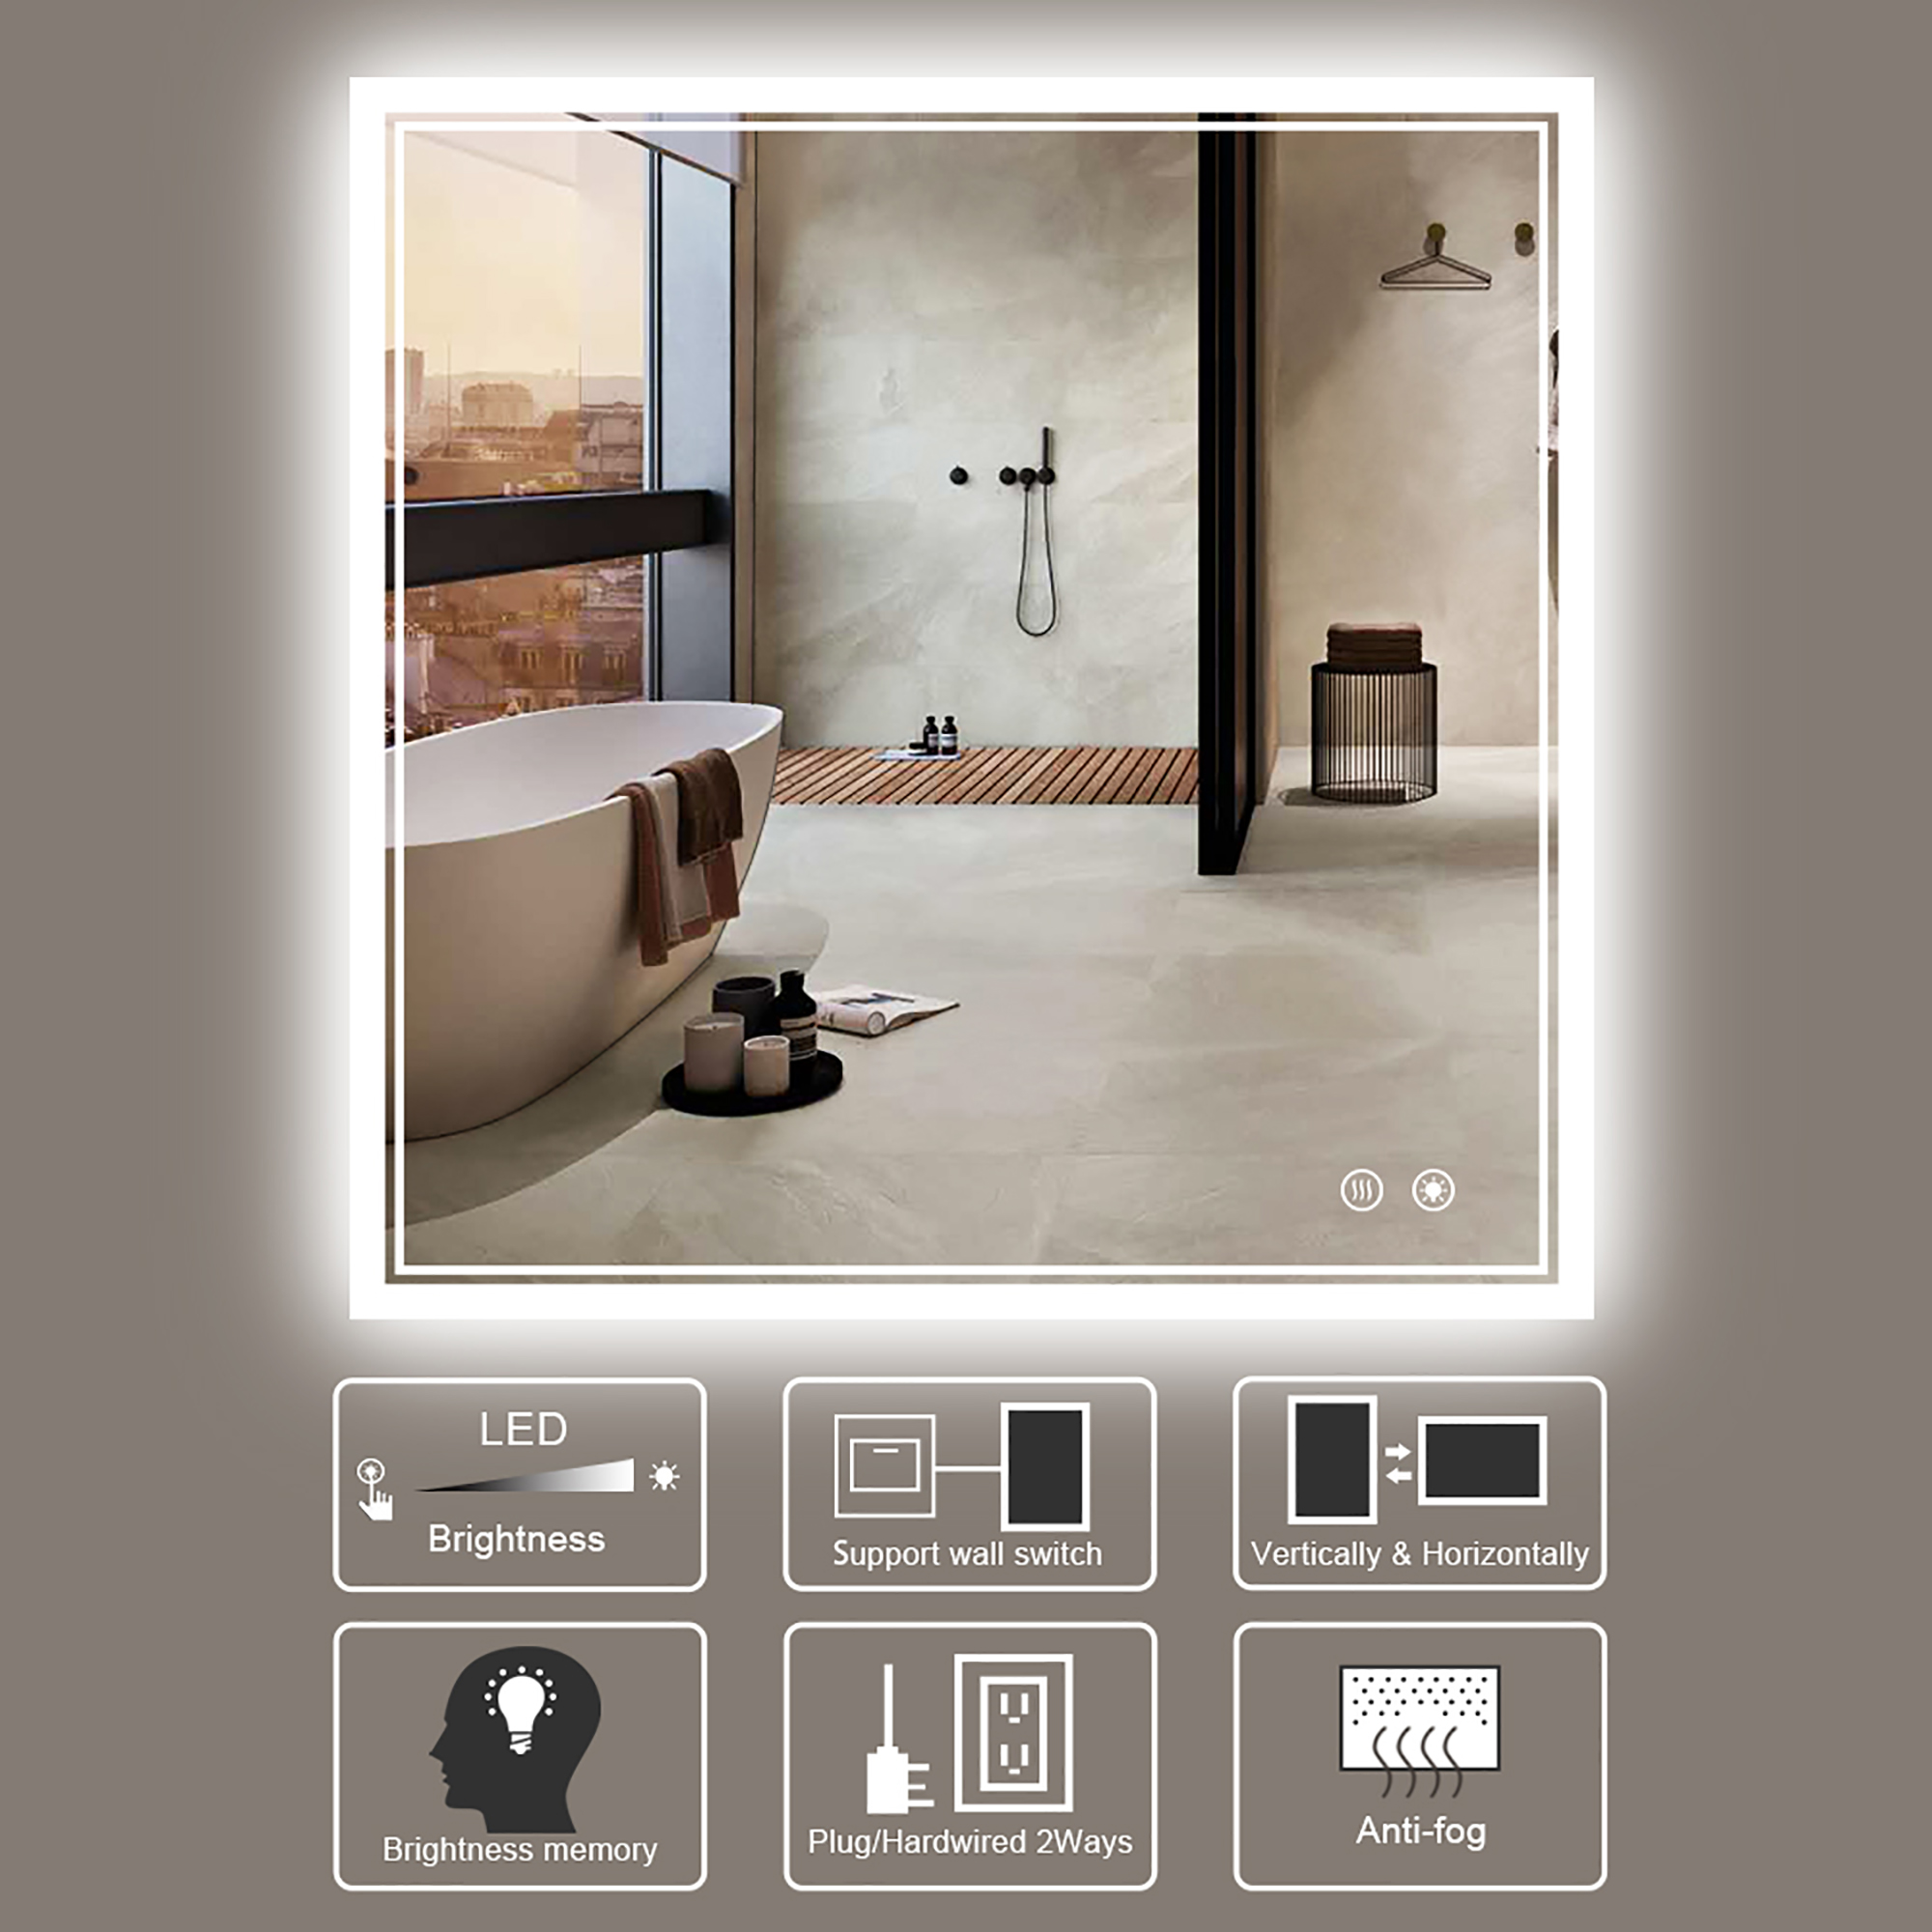 LED
Brightness
Support wall switch
Vertically & Horizontally
Brightness memory
Plug/Hardwired 2Ways
Anti-fog